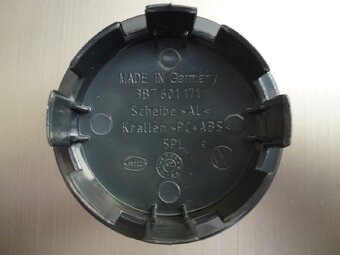 MADE IN Germany
3B7 601 171
Scheibe >AL<
Krallen >PC+ABS<
5PL